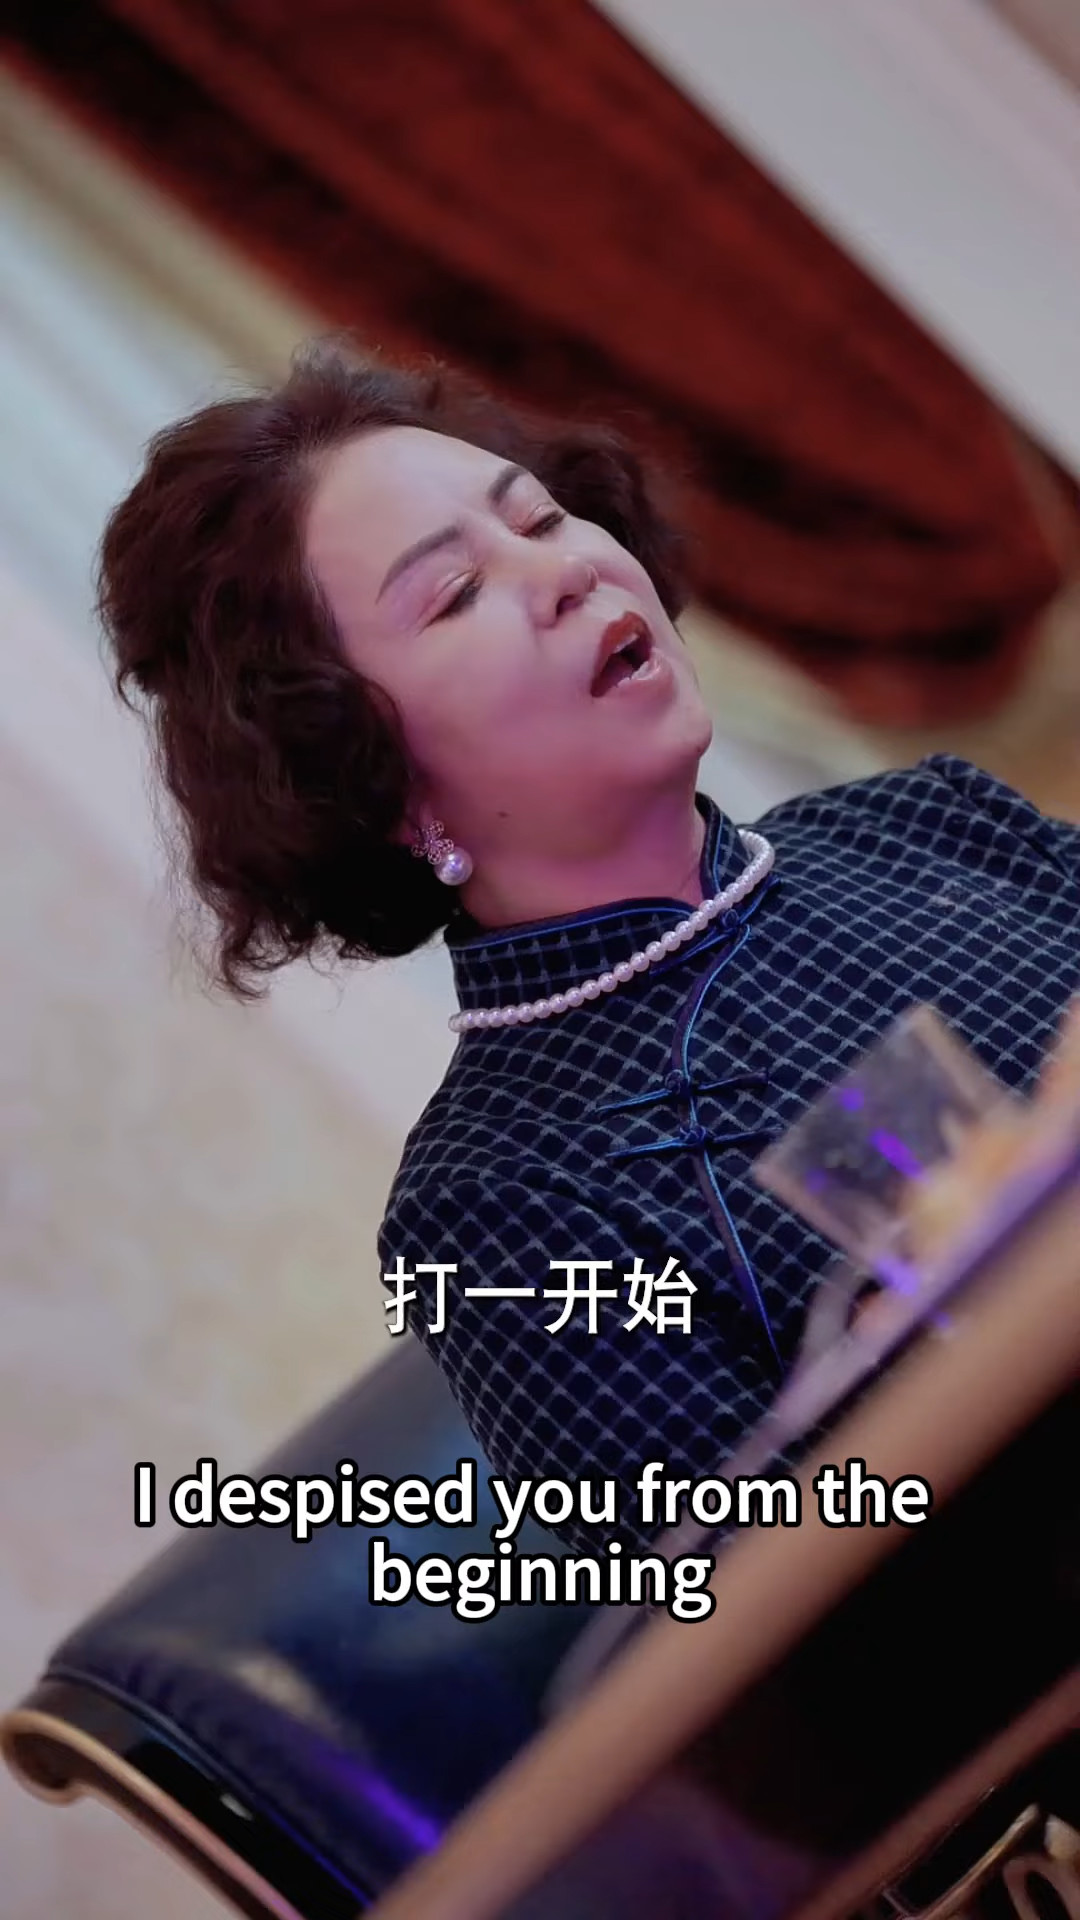 打一开始
I despised you from the
beginning